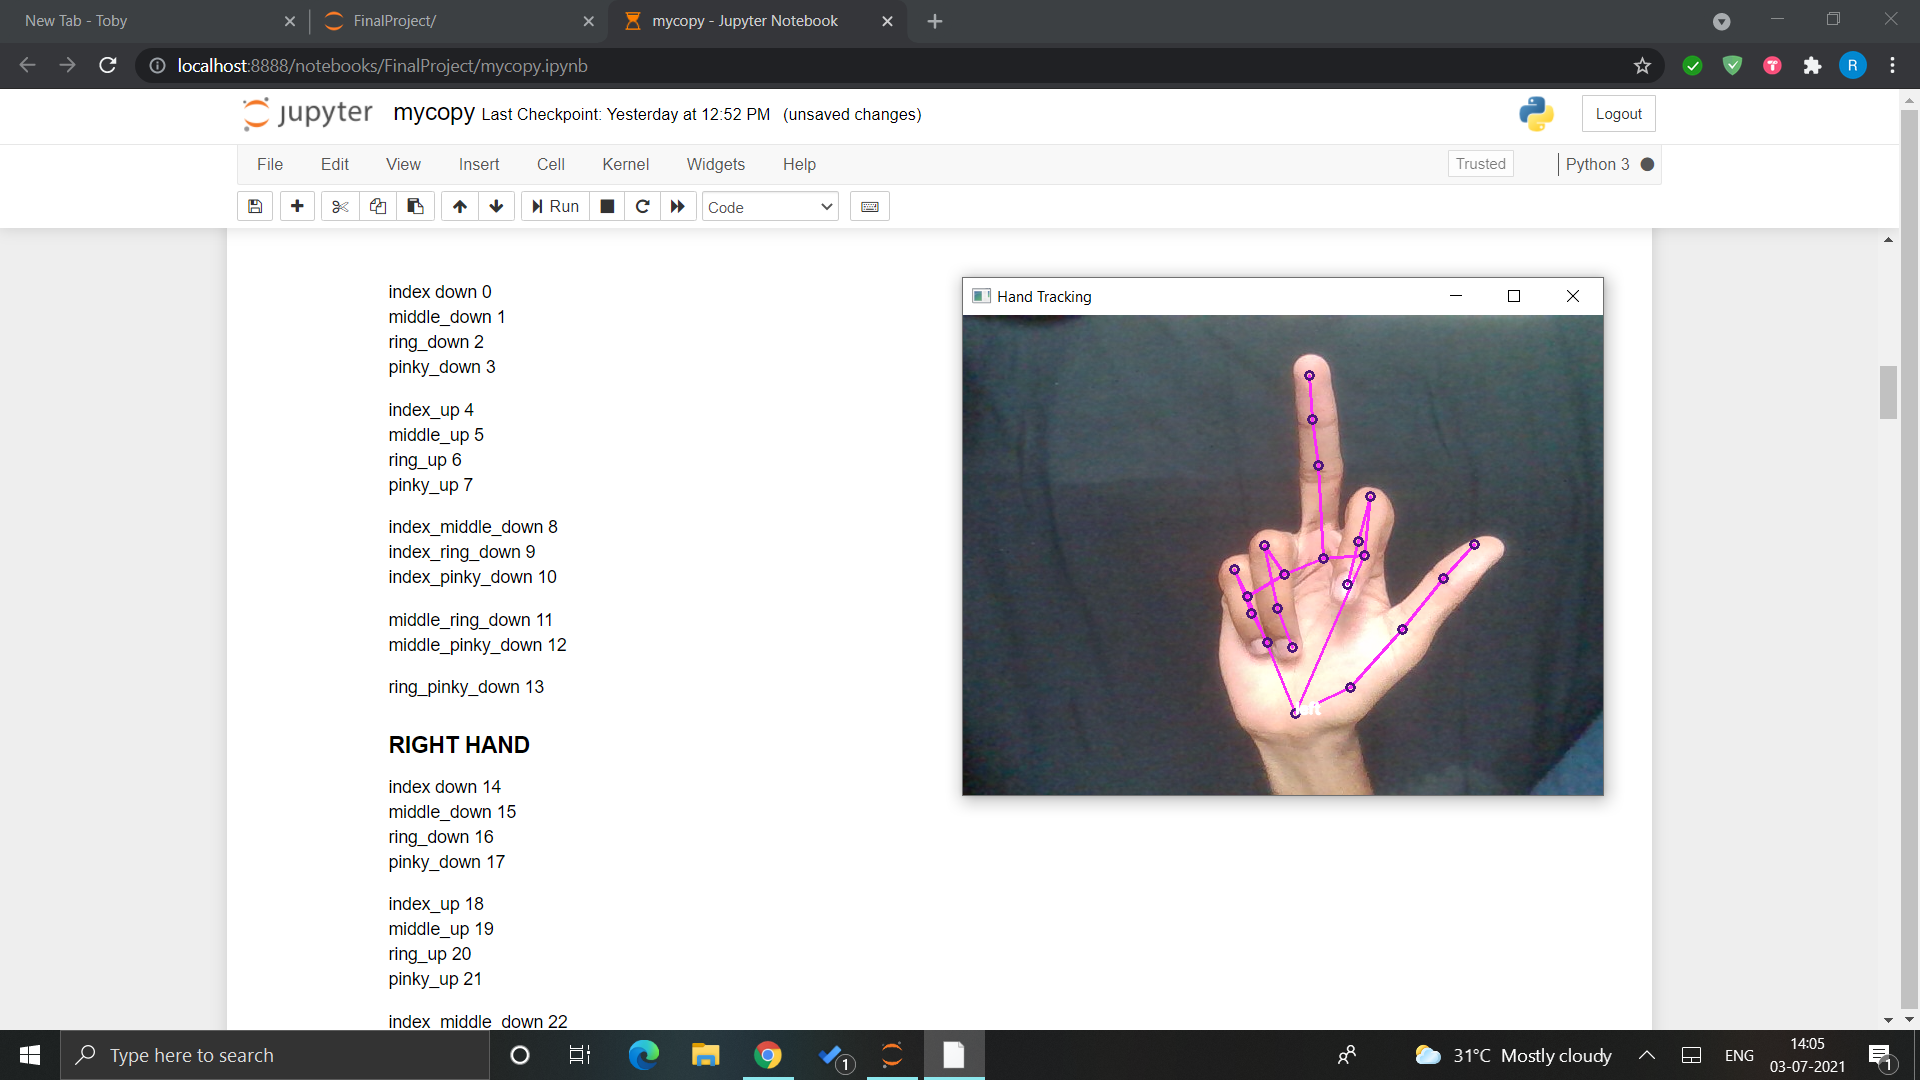 New Tab - Toby
FinalProject/
mycopy - Jupyter Notebook
localhost:8888/notebooks/FinalProject/mycopy.ipynb
R
jupyter mycopy Last Checkpoint: Yesterday at 12:52 PM (unsaved changes)
Logout
File Edit View Insert Cell Kernel Widgets Help
Trusted Python 3
Run Code
index down 0
middle_down 1
ring_down 2
pinky_down 3
index_up 4
middle_up 5
ring_up 6
pinky_up 7
index_middle_down 8
index_ring_down 9
index_pinky_down 10
middle_ring_down 11
middle_pinky_down 12
ring_pinky_down 13
RIGHT HAND
index down 14
middle_down 15
ring_down 16
pinky_down 17
index_up 18
middle_up 19
ring_up 20
pinky_up 21
index_middle_down 22
Hand Tracking
Type here to search
1
31°C Mostly cloudy
ENG
14:05
03-07-2021
1